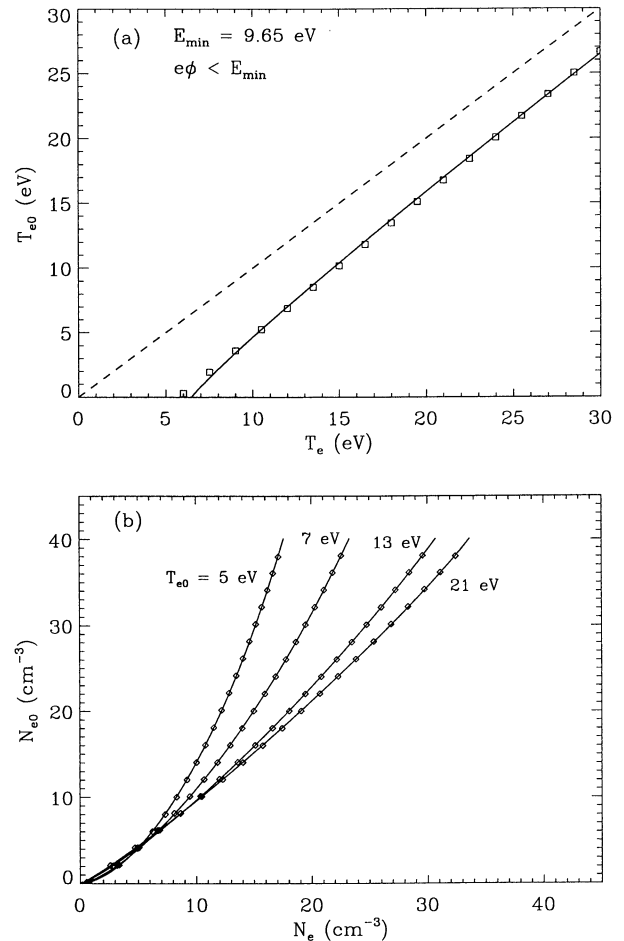 (a)
E_min = 9.65 eV
eϕ < E_min
30
25
20
15
10
5
0
T_e0 (eV)
0 5 10 15 20 25 30
T_e (eV)
(b)
T_e0 = 5 eV
7 eV
13 eV
21 eV
40
30
20
10
0
N_e0 (cm⁻³)
0 10 20 30 40
N_e (cm⁻³)